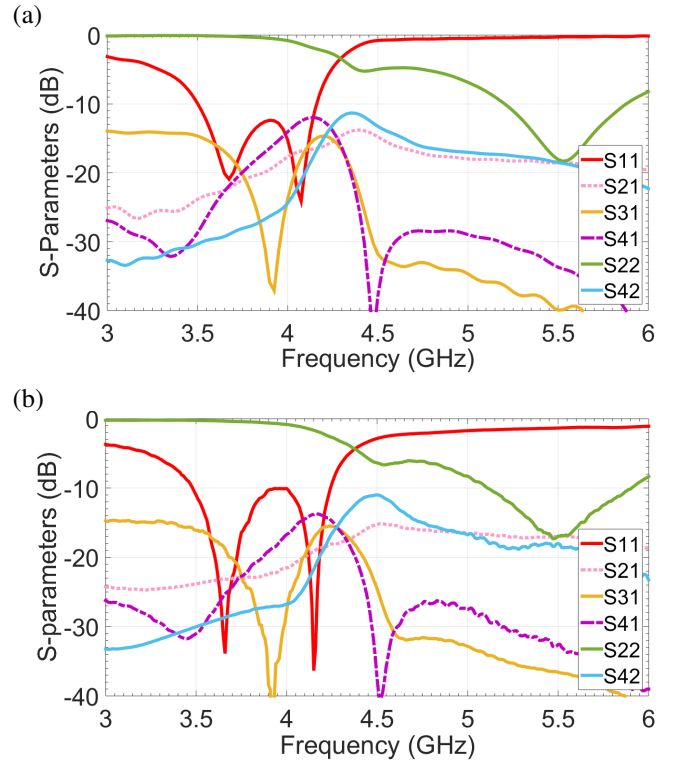 (a)
0
-10
-20
-30
-40
S-Parameters (dB)
S11
S21
S31
S41
S22
S42
3 3.5 4 4.5 5 5.5 6
Frequency (GHz)
(b)
0
-10
-20
-30
-40
S-parameters (dB)
S11
S21
S31
S41
S22
S42
3 3.5 4 4.5 5 5.5 6
Frequency (GHz)